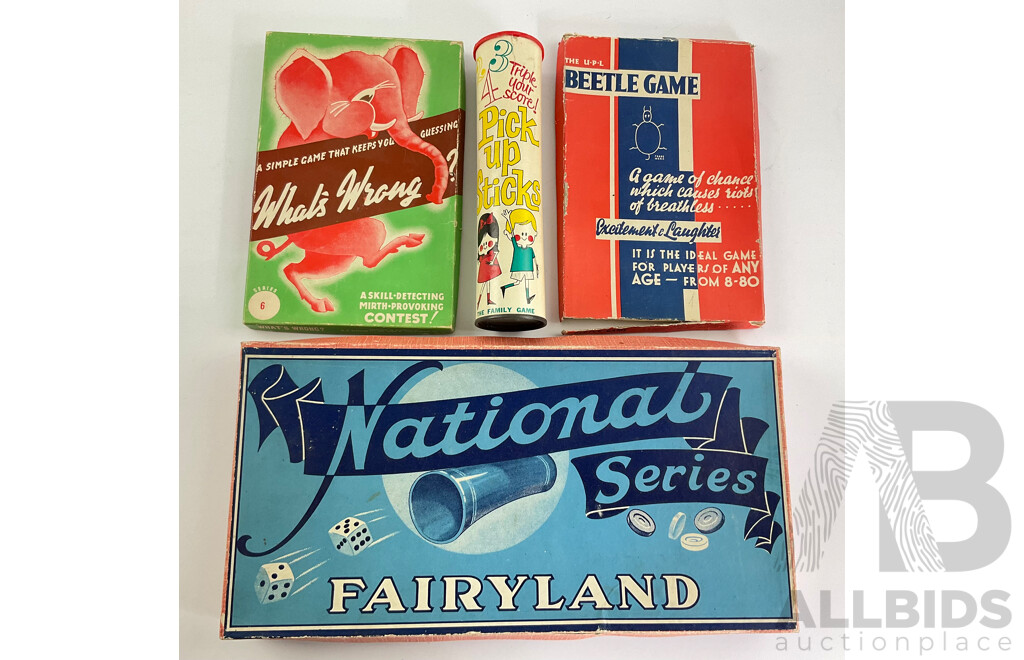 A SIMPLE GAME THAT KEEPS YOU GUESSING
What's Wrong?
SERIES
6
A SKILL-DETECTING
MIRTH-PROVOKING
CONTEST!
"WHAT'S WRONG?"
3
4
Triple
your
score!
Pick
up
Sticks
THE FAMILY GAME
THE U.P.L
BEETLE GAME
A game of chance
which causes riots
of breathless.....
Excitement & Laughter
IT IS THE IDEAL GAME
FOR PLAYERS OF ANY
AGE — FROM 8-80
National
Series
FAIRYLAND
AB
ALLBIDS
auctionplace